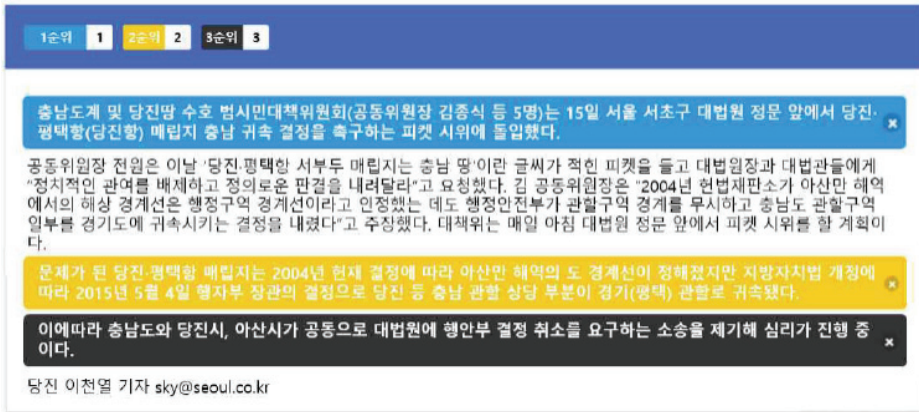 1순위 1 2순위 2 3순위 3
충남도계 및 당진땅 수호 범시민대책위원회(공동위원장 김종식 등 5명)는 15일 서울 서초구 대법원 정문 앞에서 당진·
평택항(당진항) 매립지 충남 귀속 결정을 촉구하는 피켓 시위에 돌입했다.
공동위원장 전원은 이날 '당진·평택항 서부두 매립지는 충남 땅'이란 글씨가 적힌 피켓을 들고 대법원장과 대법관들에게
"정치적인 관여를 배제하고 정의로운 판결을 내려달라"고 요청했다. 김 공동위원장은 "2004년 헌법재판소가 아산만 해역
에서의 해상 경계선은 행정구역 경계선이라고 인정했는 데도 행정안전부가 관할구역 경계를 무시하고 충남도 관할구역
일부를 경기도에 귀속시키는 결정을 내렸다"고 주장했다. 대책위는 매일 아침 대법원 정문 앞에서 피켓 시위를 할 계획이
다.
문제가 된 당진·평택항 매립지는 2004년 헌재 결정에 따라 아산만 해역의 도 경계선이 정해졌지만 지방자치법 개정에
따라 2015년 5월 4일 행자부 장관의 결정으로 당진 등 충남 관할 상당 부분이 경기(평택) 관할로 귀속됐다.
이에따라 충남도와 당진시, 아산시가 공동으로 대법원에 행안부 결정 취소를 요구하는 소송을 제기해 심리가 진행 중
이다.
당진 이천열 기자 sky@seoul.co.kr